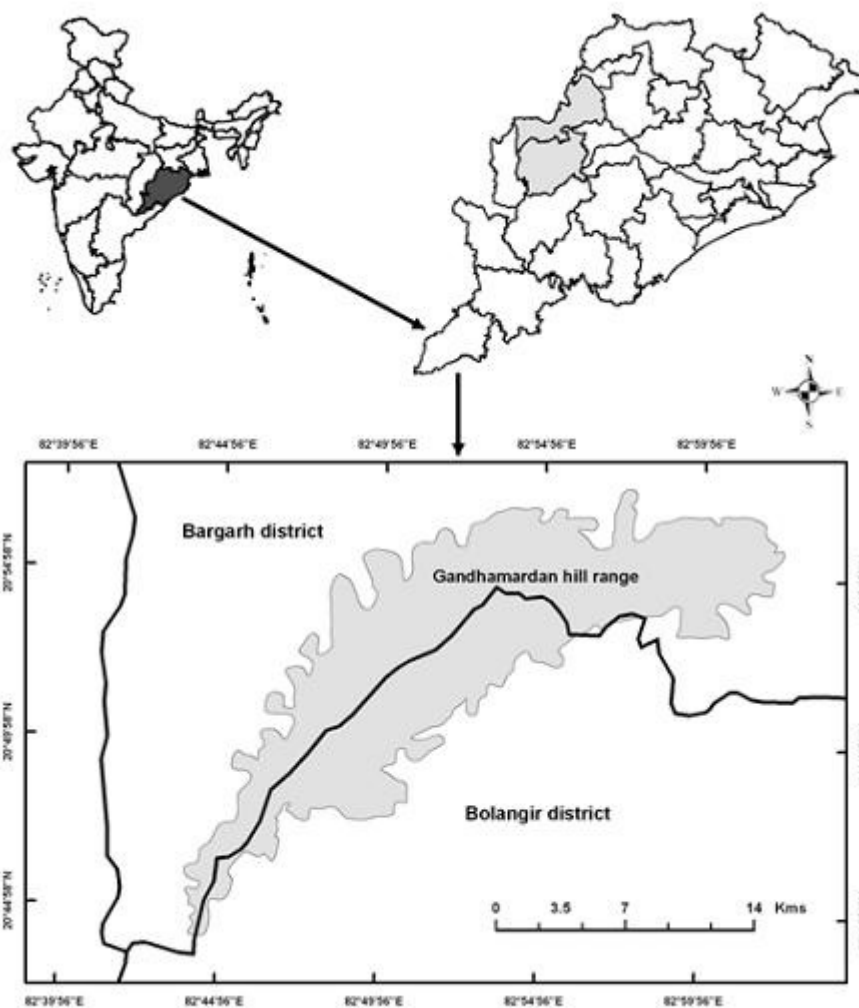 N
W E
S
82°39'56"E 82°44'56"E 82°49'56"E 82°54'56"E 82°59'56"E
Bargarh district
20°54'58"N
Gandhamardan hill range
20°49'58"N
Bolangir district
20°44'58"N
0 3.5 7 14 Kms
82°39'56"E 82°44'56"E 82°49'56"E 82°54'56"E 82°59'56"E